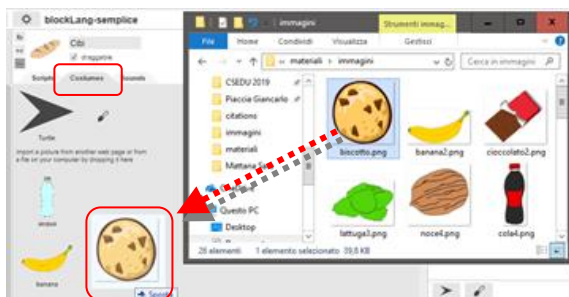 blockLang-semplice
Cibi
draggable
Scripts Costumes Sounds
Turtle
import a picture from another web page or from
a file on your computer by dropping it here
acqua
banana
Sposta
immagini
Strumenti immag...
File Home Condividi Visualizza Gestisci
materiali › immagini
Cerca in immagini
CSEDU 2019
Piaccia Giancarlo
citations
immagini
materiali
Questo PC
Desktop
biscotto.png banana2.png cioccolato2.png
lattuga3.png noce4.png cola4.png
28 elementi 1 elemento selezionato 39,8 KB